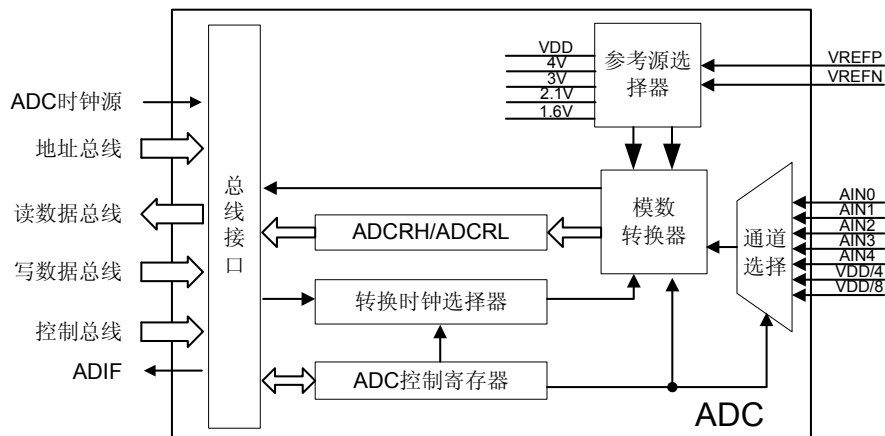 VDD
4V
3V
2.1V
1.6V
参考源选
择器
VREFP
VREFN
ADC时钟源
地址总线
读数据总线
写数据总线
控制总线
ADIF
总
线
接
口
模数
转换器
ADCRH/ADCRL
转换时钟选择器
ADC控制寄存器
通道
选择
AIN0
AIN1
AIN2
AIN3
AIN4
VDD/4
VDD/8
ADC